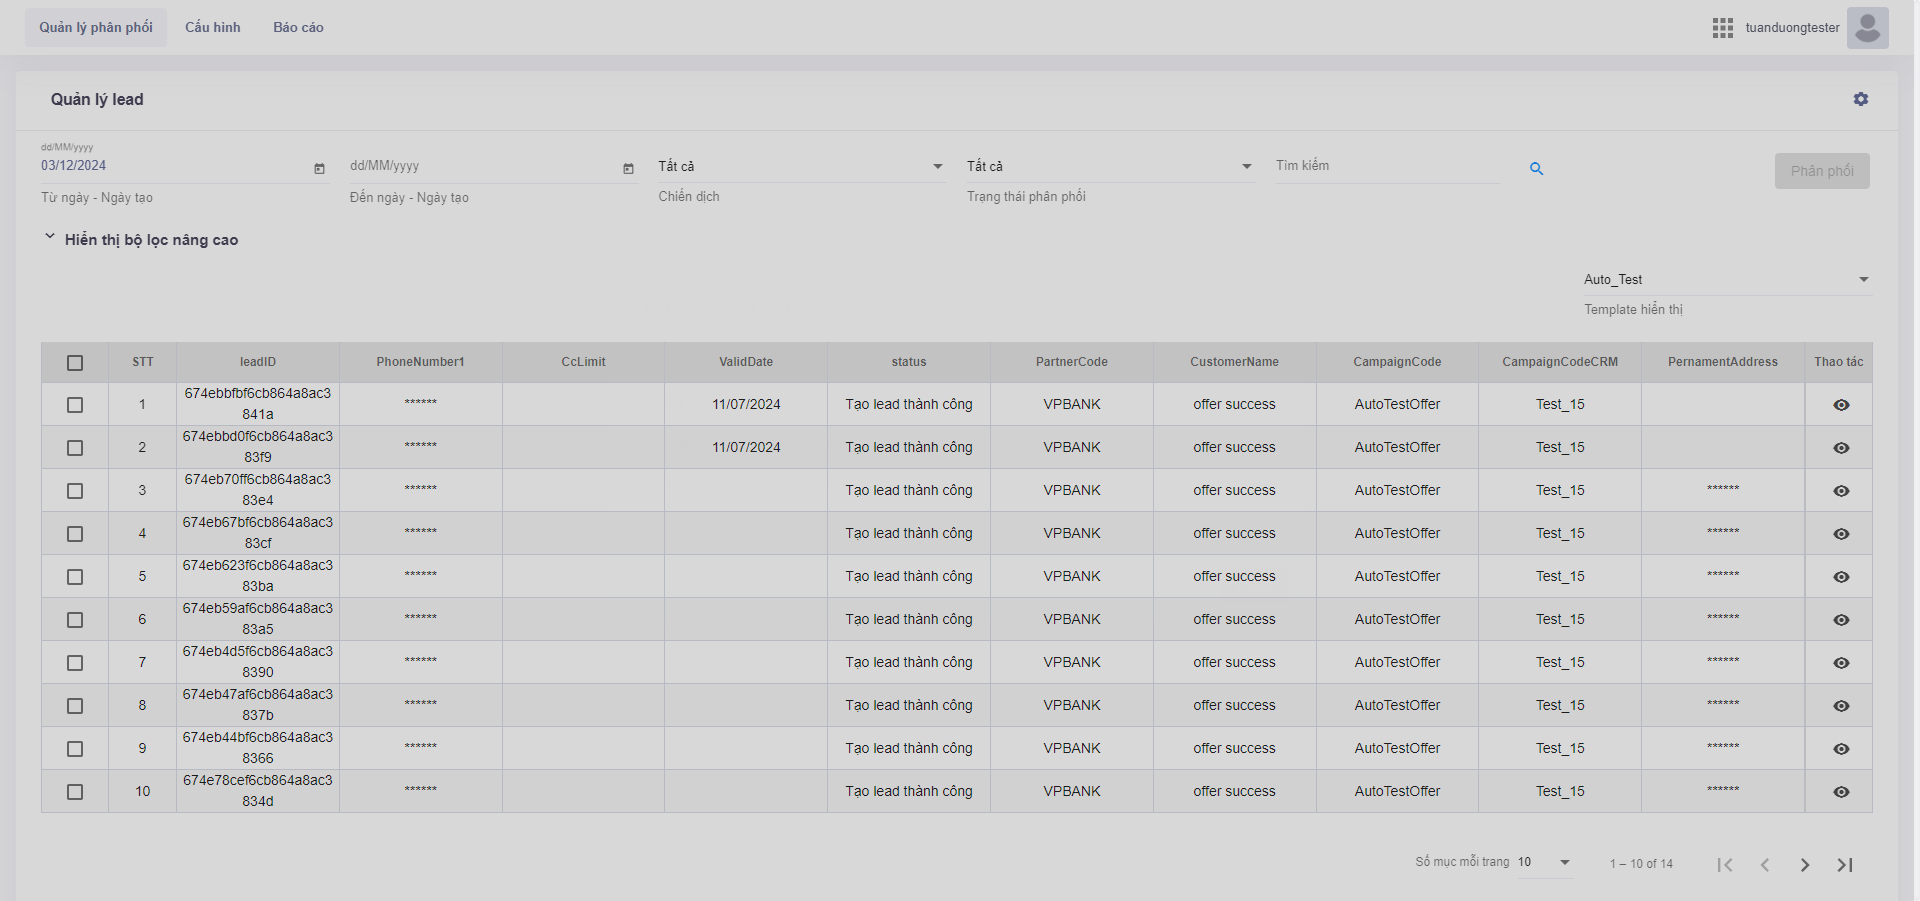 Quản lý phân phối Cấu hình Báo cáo tuanduongtester
Quản lý lead
dd/MM/yyyy
03/12/2024 dd/MM/yyyy Tất cả Tất cả Tìm kiếm Phân phối
Từ ngày - Ngày tạo Đến ngày - Ngày tạo Chiến dịch Trạng thái phân phối
Hiển thị bộ lọc nâng cao
Auto_Test
Template hiển thị
STT leadID PhoneNumber1 CcLimit ValidDate status PartnerCode CustomerName CampaignCode CampaignCodeCRM PernamentAddress Thao tác
1 674ebbfbf6cb864a8ac3841a ****** 11/07/2024 Tạo lead thành công VPBANK offer success AutoTestOffer Test_15
2 674ebbd0f6cb864a8ac383f9 ****** 11/07/2024 Tạo lead thành công VPBANK offer success AutoTestOffer Test_15
3 674eb70ff6cb864a8ac383e4 ****** Tạo lead thành công VPBANK offer success AutoTestOffer Test_15 ******
4 674eb67bf6cb864a8ac383cf ****** Tạo lead thành công VPBANK offer success AutoTestOffer Test_15 ******
5 674eb623f6cb864a8ac383ba ****** Tạo lead thành công VPBANK offer success AutoTestOffer Test_15 ******
6 674eb59af6cb864a8ac383a5 ****** Tạo lead thành công VPBANK offer success AutoTestOffer Test_15 ******
7 674eb4d5f6cb864a8ac38390 ****** Tạo lead thành công VPBANK offer success AutoTestOffer Test_15 ******
8 674eb47af6cb864a8ac3837b ****** Tạo lead thành công VPBANK offer success AutoTestOffer Test_15 ******
9 674eb44bf6cb864a8ac38366 ****** Tạo lead thành công VPBANK offer success AutoTestOffer Test_15 ******
10 674e78cef6cb864a8ac3834d ****** Tạo lead thành công VPBANK offer success AutoTestOffer Test_15 ******
Số mục mỗi trang 10 1 – 10 of 14